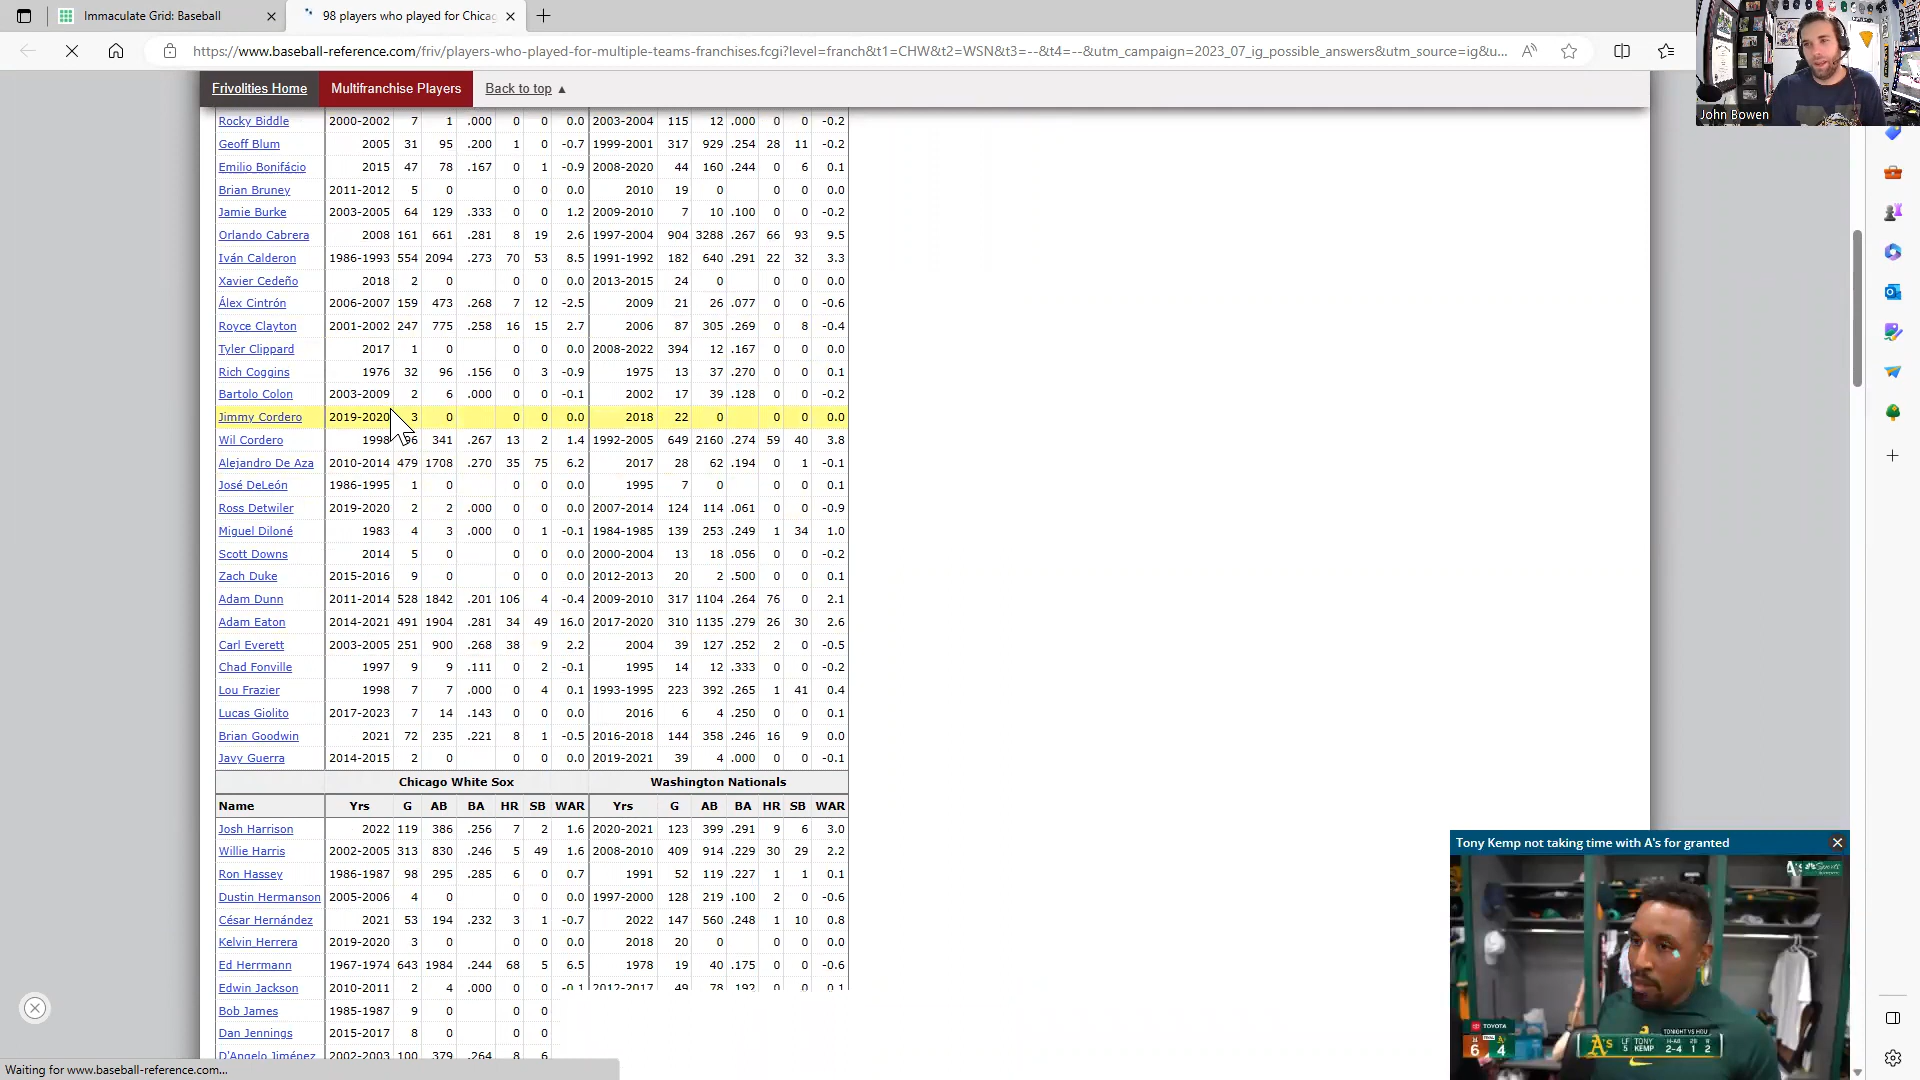 Immaculate Grid: Baseball
98 players who played for Chicag
https://www.baseball-reference.com/friv/players-who-played-for-multiple-teams-franchises.fcgi?level=franch&t1=CHW&t2=WSN&t3=--&t4=--&utm_campaign=2023_07_ig_possible_answers&utm_source=ig&u...
John Bowen
Frivolities Home Multifranchise Players Back to top ▲
Rocky Biddle 2000-2002 7 1 .000 0 0 0.0 2003-2004 115 12 .000 0 0 -0.2
Geoff Blum 2005 31 95 .200 1 0 -0.7 1999-2001 317 929 .254 28 11 -0.2
Emilio Bonifácio 2015 47 78 .167 0 1 -0.9 2008-2020 44 160 .244 0 6 0.1
Brian Bruney 2011-2012 5 0 0 0 0.0 2010 19 0 0 0 0.0
Jamie Burke 2003-2005 64 129 .333 0 0 1.2 2009-2010 7 10 .100 0 0 -0.2
Orlando Cabrera 2008 161 661 .281 8 19 2.6 1997-2004 904 3288 .267 66 93 9.5
Iván Calderon 1986-1993 554 2094 .273 70 53 8.5 1991-1992 182 640 .291 22 32 3.3
Xavier Cedeño 2018 2 0 0 0 0.0 2013-2015 24 0 0 0 0.0
Álex Cintrón 2006-2007 159 473 .268 7 12 -2.5 2009 21 26 .077 0 0 -0.6
Royce Clayton 2001-2002 247 775 .258 16 15 2.7 2006 87 305 .269 0 8 -0.4
Tyler Clippard 2017 1 0 0 0 0.0 2008-2022 394 12 .167 0 0 0.0
Rich Coggins 1976 32 96 .156 0 3 -0.9 1975 13 37 .270 0 0 0.1
Bartolo Colon 2003-2009 2 6 .000 0 0 -0.1 2002 17 39 .128 0 0 -0.2
Jimmy Cordero 2019-2020 3 0 0 0 0.0 2018 22 0 0 0 0.0
Wil Cordero 1998 96 341 .267 13 2 1.4 1992-2005 649 2160 .274 59 40 3.8
Alejandro De Aza 2010-2014 479 1708 .270 35 75 6.2 2017 28 62 .194 0 1 -0.1
José DeLeón 1986-1995 1 0 0 0 0.0 1995 7 0 0 0 0.1
Ross Detwiler 2019-2020 2 2 .000 0 0 0.0 2007-2014 124 114 .061 0 0 -0.9
Miguel Diloné 1983 4 3 .000 0 1 -0.1 1984-1985 139 253 .249 1 34 1.0
Scott Downs 2014 5 0 0 0 0.0 2000-2004 13 18 .056 0 0 -0.2
Zach Duke 2015-2016 9 0 0 0 0.0 2012-2013 20 2 .500 0 0 0.1
Adam Dunn 2011-2014 528 1842 .201 106 4 -0.4 2009-2010 317 1104 .264 76 0 2.1
Adam Eaton 2014-2021 491 1904 .281 34 49 16.0 2017-2020 310 1135 .279 26 30 2.6
Carl Everett 2003-2005 251 900 .268 38 9 2.2 2004 39 127 .252 2 0 -0.5
Chad Fonville 1997 9 9 .111 0 2 -0.1 1995 14 12 .333 0 0 -0.2
Lou Frazier 1998 7 7 .000 0 4 0.1 1993-1995 223 392 .265 1 41 0.4
Lucas Giolito 2017-2023 7 14 .143 0 0 0.0 2016 6 4 .250 0 0 0.1
Brian Goodwin 2021 72 235 .221 8 1 -0.5 2016-2018 144 358 .246 16 9 0.0
Javy Guerra 2014-2015 2 0 0 0 0.0 2019-2021 39 4 .000 0 0 -0.1
Chicago White Sox Washington Nationals
Name Yrs G AB BA HR SB WAR Yrs G AB BA HR SB WAR
Josh Harrison 2022 119 386 .256 7 2 1.6 2020-2021 123 399 .291 9 6 3.0
Willie Harris 2002-2005 313 830 .246 5 49 1.6 2008-2010 409 914 .229 30 29 2.2
Ron Hassey 1986-1987 98 295 .285 6 0 0.7 1991 52 119 .227 1 1 0.1
Dustin Hermanson 2005-2006 4 0 0 0 0.0 1997-2000 128 219 .100 2 0 -0.6
César Hernández 2021 53 194 .232 3 1 -0.7 2022 147 560 .248 1 10 0.8
Kelvin Herrera 2019-2020 3 0 0 0 0.0 2018 20 0 0 0 0.0
Ed Herrmann 1967-1974 643 1984 .244 68 5 6.5 1978 19 40 .175 0 0 -0.6
Edwin Jackson 2010-2011 2 4 .000 0 0 -0.1 2012-2017 49 78 .192 0 0 0.1
Bob James 1985-1987 9 0 0 0
Dan Jennings 2015-2017 8 0 0 0
D'Angelo Jiménez 2002-2003 100 379 .264 8 6
Waiting for www.baseball-reference.com...
Tony Kemp not taking time with A's for granted
A's Sports
TOYOTA
H 6 A's 4
TONIGHT VS HOU
A's LF 5 TONY KEMP H-AB 2-4 2B 1 R 2